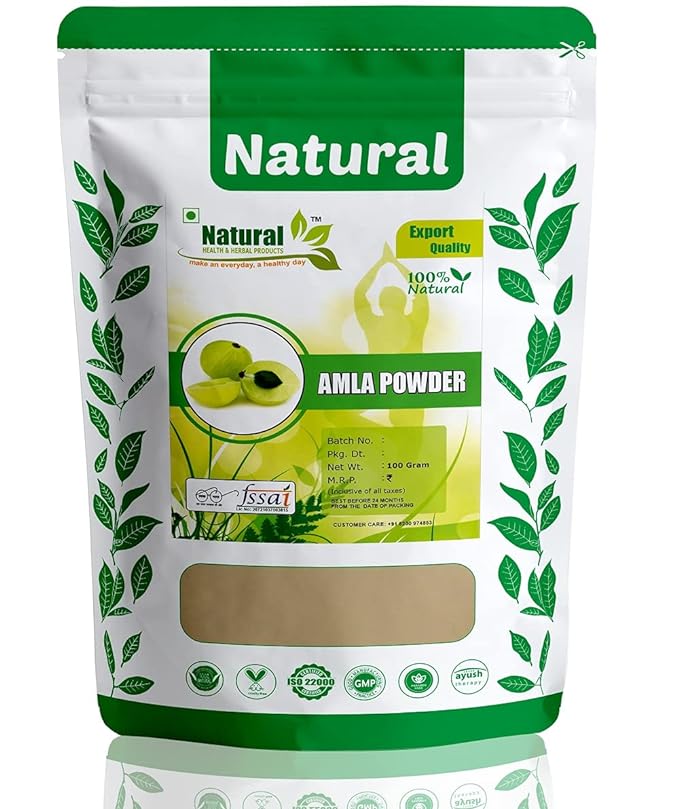 Natural
Natural
TM
HEALTH & HERBAL PRODUCTS
make an everyday, a healthy day
Export
Quality
100%
Natural
AMLA POWDER
Batch No. :
Pkg. Dt. :
Net Wt. : 100 Gram
M.R.P. : ₹
(Inclusive of all taxes)
BEST BEFORE 24 MONTHS
FROM THE DATE OF PACKING
fssai
CUSTOMER CARE:
ISO 22000
GMP
ayush
therapy